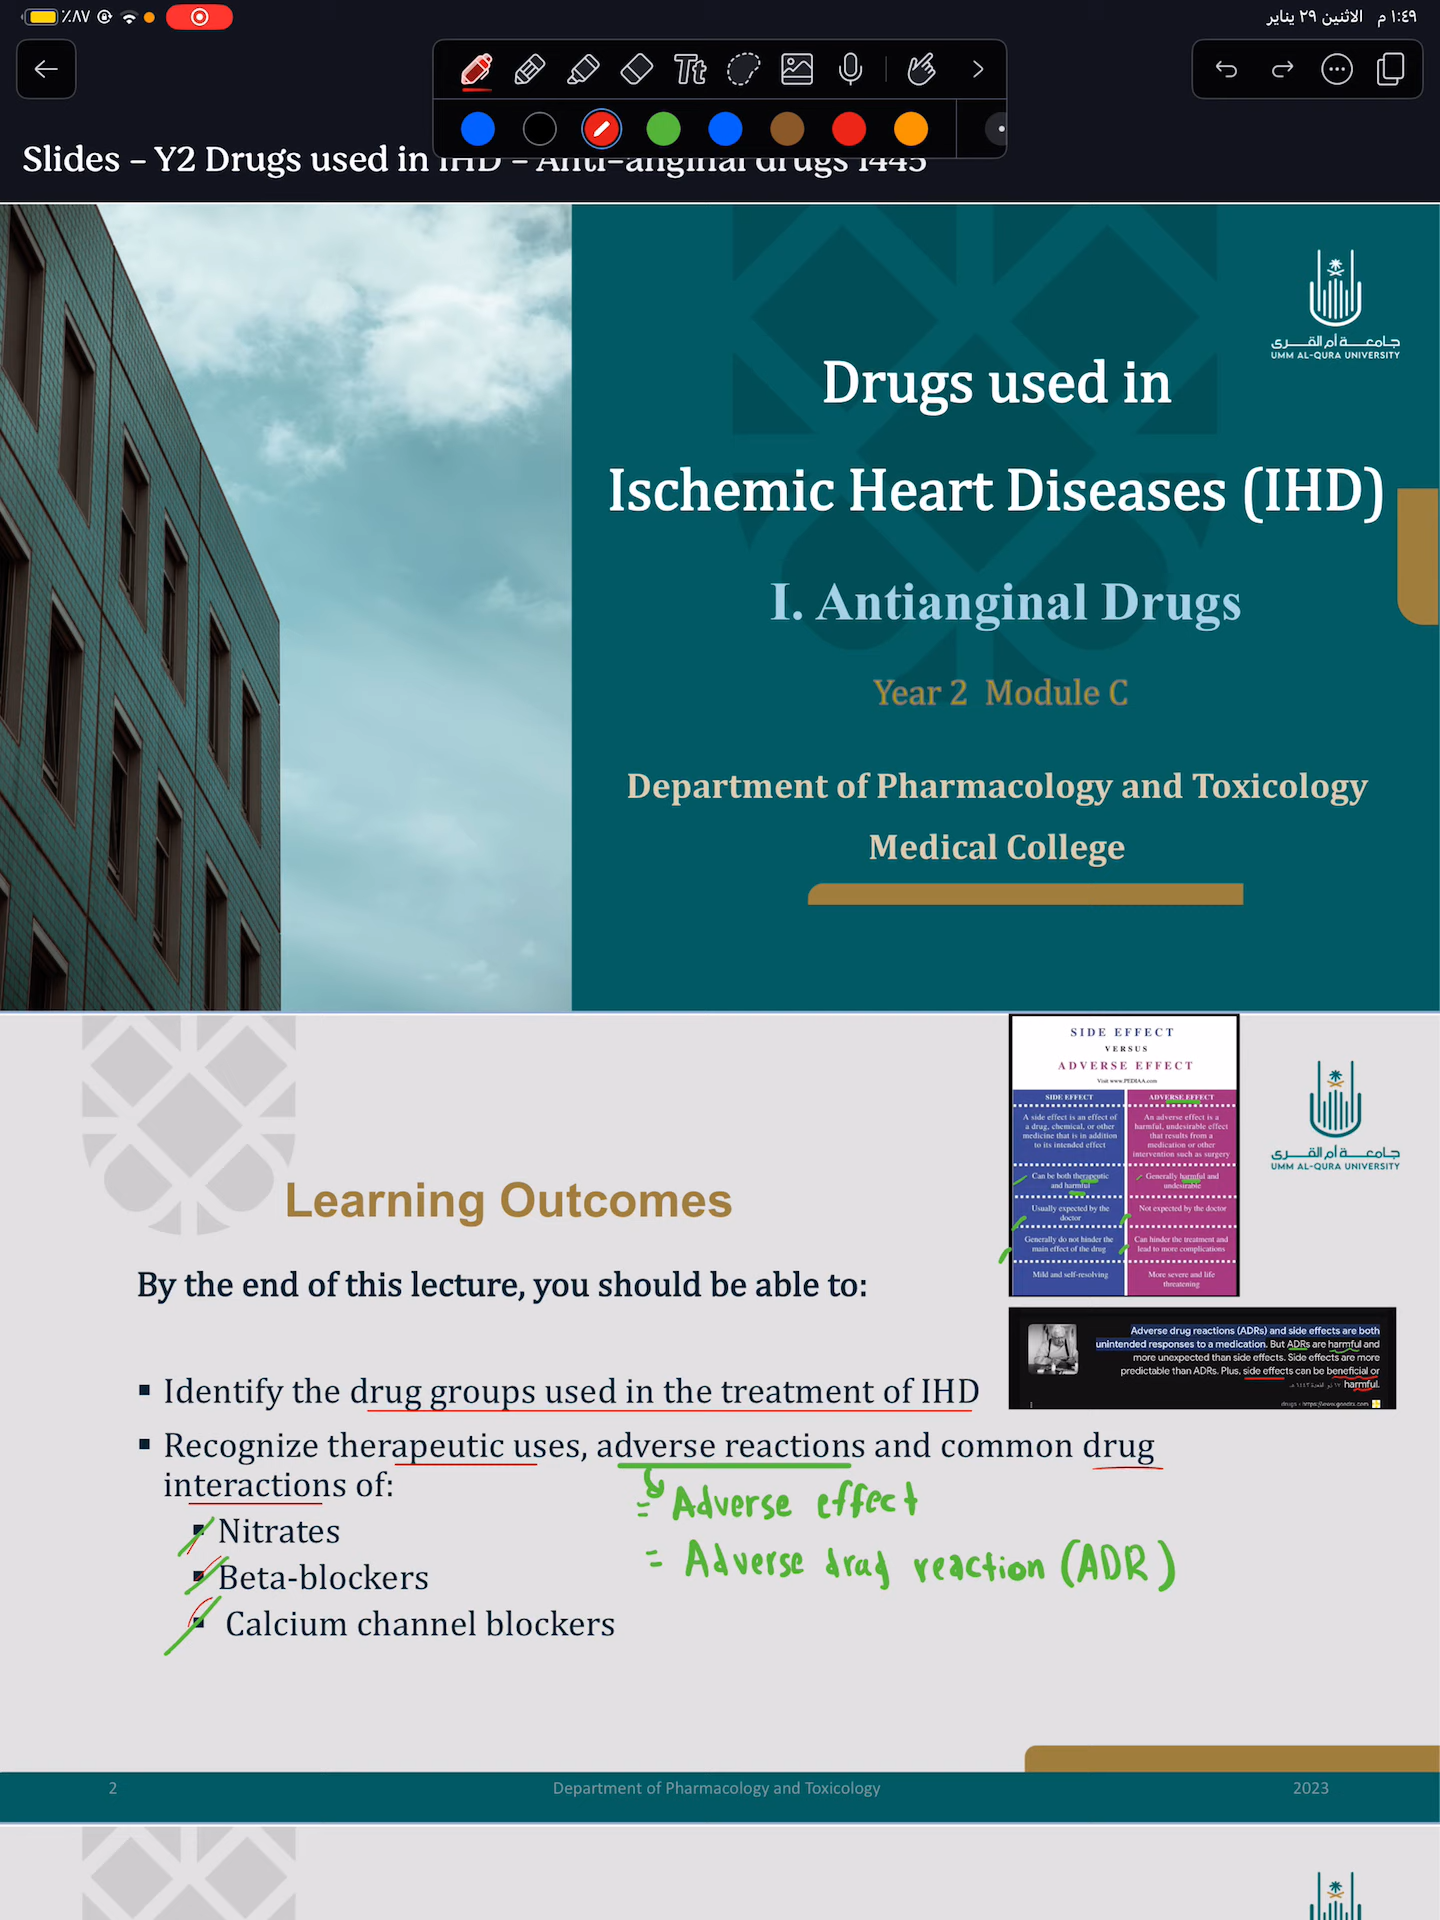 ٪٨٧
١:٤٩ م الاثنين ٢٩ يناير
Tt
Slides – Y2 Drugs used in IHD – Anti-anginal drugs 1445
جامعة أم القرى
UMM AL-QURA UNIVERSITY
Drugs used in
Ischemic Heart Diseases (IHD)
I. Antianginal Drugs
Year 2 Module C
Department of Pharmacology and Toxicology
Medical College
SIDE EFFECT
VERSUS
ADVERSE EFFECT
Visit www.PEDIAA.com
SIDE EFFECT
A side effect is an effect of
a drug, chemical, or other
medicine that is in addition
to its intended effect
Can be both therapeutic
and harmful
Usually expected by the
doctor
Generally do not hinder the
main effect of the drug
Mild and self-resolving
ADVERSE EFFECT
An adverse effect is a
harmful, undesirable effect
that results from a
medication or other
intervention such as surgery
Generally harmful and
undesirable
Not expected by the doctor
Can hinder the treatment and
lead to more complications
More severe and life
threatening
جامعة أم القرى
UMM AL-QURA UNIVERSITY
Learning Outcomes
By the end of this lecture, you should be able to:
Adverse drug reactions (ADRs) and side effects are both
unintended responses to a medication. But ADRs are harmful and
more unexpected than side effects. Side effects are more
predictable than ADRs. Plus, side effects can be beneficial or
harmful.
▪ Identify the drug groups used in the treatment of IHD
▪ Recognize therapeutic uses, adverse reactions and common drug
interactions of:
= Adverse effect
▪ Nitrates
= Adverse drug reaction (ADR)
▪ Beta-blockers
▪ Calcium channel blockers
2
Department of Pharmacology and Toxicology
2023